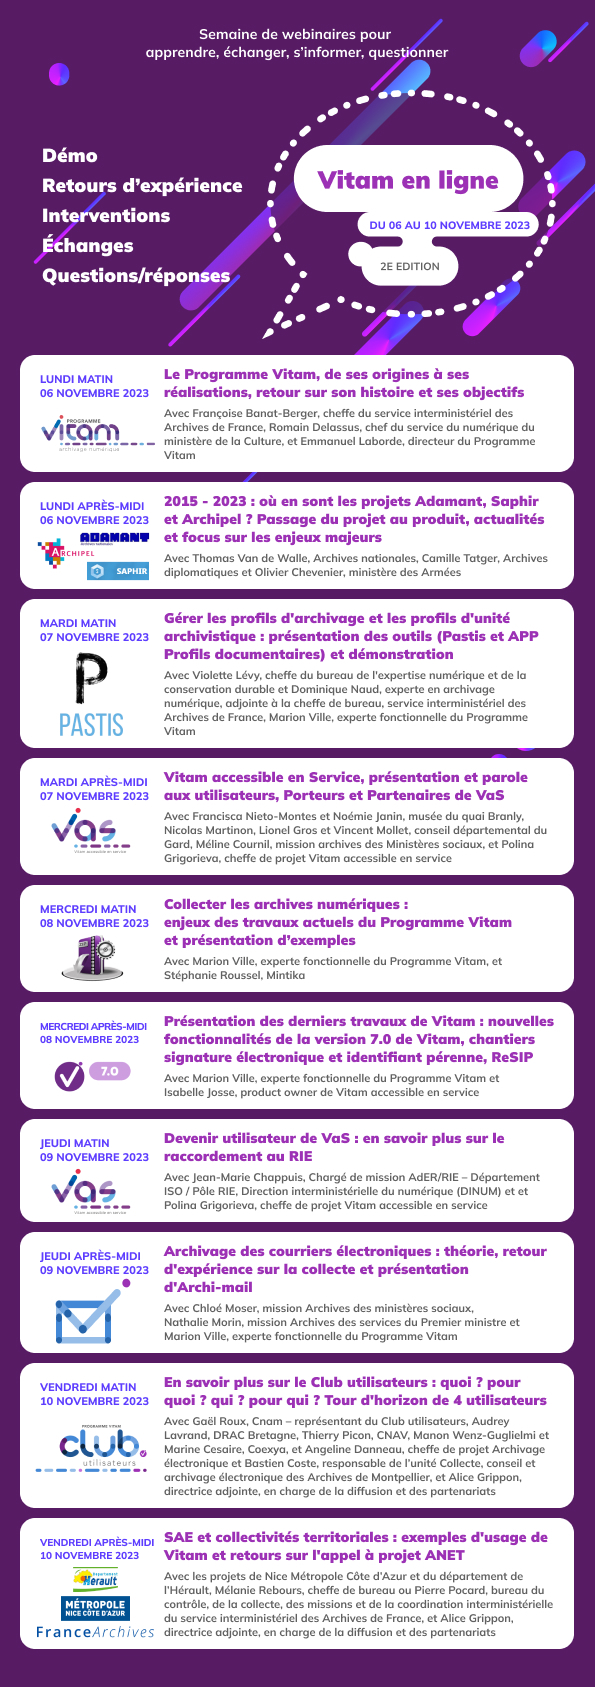 Semaine de webinaires pour
apprendre, échanger, s'informer, questionner
Démo
Retours d'expérience
Interventions
Échanges
Questions/réponses
Vitam en ligne
DU 06 AU 10 NOVEMBRE 2023
2E EDITION
LUNDI MATIN
06 NOVEMBRE 2023
PROGRAMME
vitam
archivage numérique
Le Programme Vitam, de ses origines à ses
réalisations, retour sur son histoire et ses objectifs
Avec Françoise Banat-Berger, cheffe du service interministériel des
Archives de France, Romain Delassus, chef du service du numérique du
ministère de la Culture, et Emmanuel Laborde, directeur du Programme
Vitam
LUNDI APRÈS-MIDI
06 NOVEMBRE 2023
ADAMANT
ARCHIPEL
SAPHIR
2015 - 2023 : où en sont les projets Adamant, Saphir
et Archipel ? Passage du projet au produit, actualités
et focus sur les enjeux majeurs
Avec Thomas Van de Walle, Archives nationales, Camille Tatger, Archives
diplomatiques et Olivier Chevenier, ministère des Armées
MARDI MATIN
07 NOVEMBRE 2023
P
PASTIS
Gérer les profils d'archivage et les profils d'unité
archivistique : présentation des outils (Pastis et APP
Profils documentaires) et démonstration
Avec Violette Lévy, cheffe du bureau de l'expertise numérique et de la
conservation durable et Dominique Naud, experte en archivage
numérique, adjointe à la cheffe de bureau, service interministériel des
Archives de France, Marion Ville, experte fonctionnelle du Programme
Vitam
MARDI APRÈS-MIDI
07 NOVEMBRE 2023
vas
Vitam accessible en service
Vitam accessible en Service, présentation et parole
aux utilisateurs, Porteurs et Partenaires de VaS
Avec Francisca Nieto-Montes et Noémie Janin, musée du quai Branly,
Nicolas Martinon, Lionel Gros et Vincent Mollet, conseil départemental du
Gard, Méline Cournil, mission archives des Ministères sociaux, et Polina
Grigorieva, cheffe de projet Vitam accessible en service
MERCREDI MATIN
08 NOVEMBRE 2023
Collecter les archives numériques :
enjeux des travaux actuels du Programme Vitam
et présentation d'exemples
Avec Marion Ville, experte fonctionnelle du Programme Vitam, et
Stéphanie Roussel, Mintika
MERCREDI APRÈS-MIDI
08 NOVEMBRE 2023
7.0
Présentation des derniers travaux de Vitam : nouvelles
fonctionnalités de la version 7.0 de Vitam, chantiers
signature électronique et identifiant pérenne, ReSIP
Avec Marion Ville, experte fonctionnelle du Programme Vitam et
Isabelle Josse, product owner de Vitam accessible en service
JEUDI MATIN
09 NOVEMBRE 2023
vas
Vitam accessible en service
Devenir utilisateur de VaS : en savoir plus sur le
raccordement au RIE
Avec Jean-Marie Chappuis, Chargé de mission AdER/RIE – Département
ISO / Pôle RIE, Direction interministérielle du numérique (DINUM) et et
Polina Grigorieva, cheffe de projet Vitam accessible en service
JEUDI APRÈS-MIDI
09 NOVEMBRE 2023
Archivage des courriers électroniques : théorie, retour
d'expérience sur la collecte et présentation
d'Archi-mail
Avec Chloé Moser, mission Archives des ministères sociaux,
Nathalie Morin, mission Archives des services du Premier ministre et
Marion Ville, experte fonctionnelle du Programme Vitam
VENDREDI MATIN
10 NOVEMBRE 2023
PROGRAMME VITAM
club
utilisateurs
En savoir plus sur le Club utilisateurs : quoi ? pour
quoi ? qui ? pour qui ? Tour d'horizon de 4 utilisateurs
Avec Gaël Roux, Cnam – représentant du Club utilisateurs, Audrey
Lavrand, DRAC Bretagne, Thierry Picon, CNAV, Manon Wenz-Guglielmi et
Marine Cesaire, Coexya, et Angeline Danneau, cheffe de projet Archivage
électronique et Bastien Coste, responsable de l'unité Collecte, conseil et
archivage électronique des Archives de Montpellier, et Alice Grippon,
directrice adjointe, en charge de la diffusion et des partenariats
VENDREDI APRÈS-MIDI
10 NOVEMBRE 2023
Département
Hérault
MÉTROPOLE
NICE CÔTE D'AZUR
FranceArchives
SAE et collectivités territoriales : exemples d'usage de
Vitam et retours sur l'appel à projet ANET
Avec les projets de Nice Métropole Côte d'Azur et du département de
l'Hérault, Mélanie Rebours, cheffe de bureau ou Pierre Pocard, bureau du
contrôle, de la collecte, des missions et de la coordination interministérielle
du service interministériel des Archives de France, et Alice Grippon,
directrice adjointe, en charge de la diffusion et des partenariats